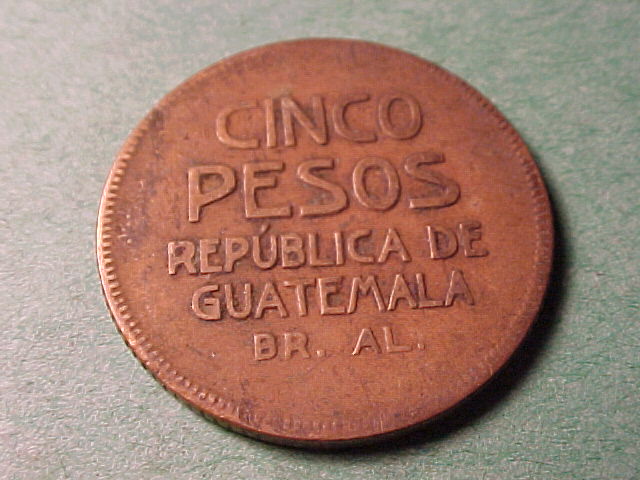 CINCO
PESOS
REPÚBLICA DE
GUATEMALA
BR. AL.